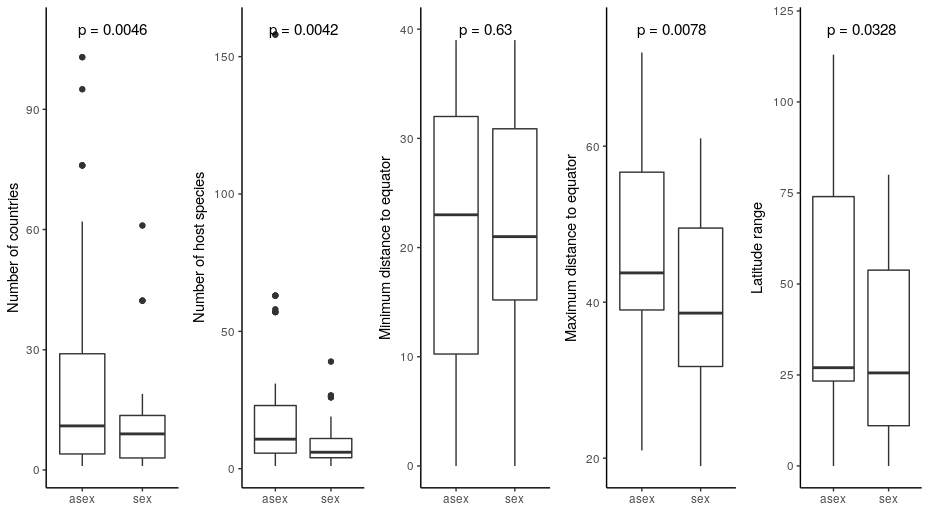 p = 0.0046
Number of countries
90
60
30
0
asex
sex
p = 0.0042
Number of host species
150
100
50
0
asex
sex
p = 0.63
Minimum distance to equator
40
30
20
10
0
asex
sex
p = 0.0078
Maximum distance to equator
60
40
20
asex
sex
p = 0.0328
Latitude range
125
100
75
50
25
0
asex
sex